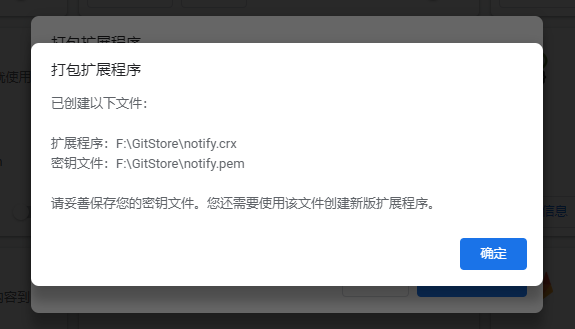 打包扩展程序
已创建以下文件：
扩展程序：F:\GitStore\notify.crx
密钥文件：F:\GitStore\notify.pem
请妥善保存您的密钥文件。您还需要使用该文件创建新版扩展程序。
确定
信息